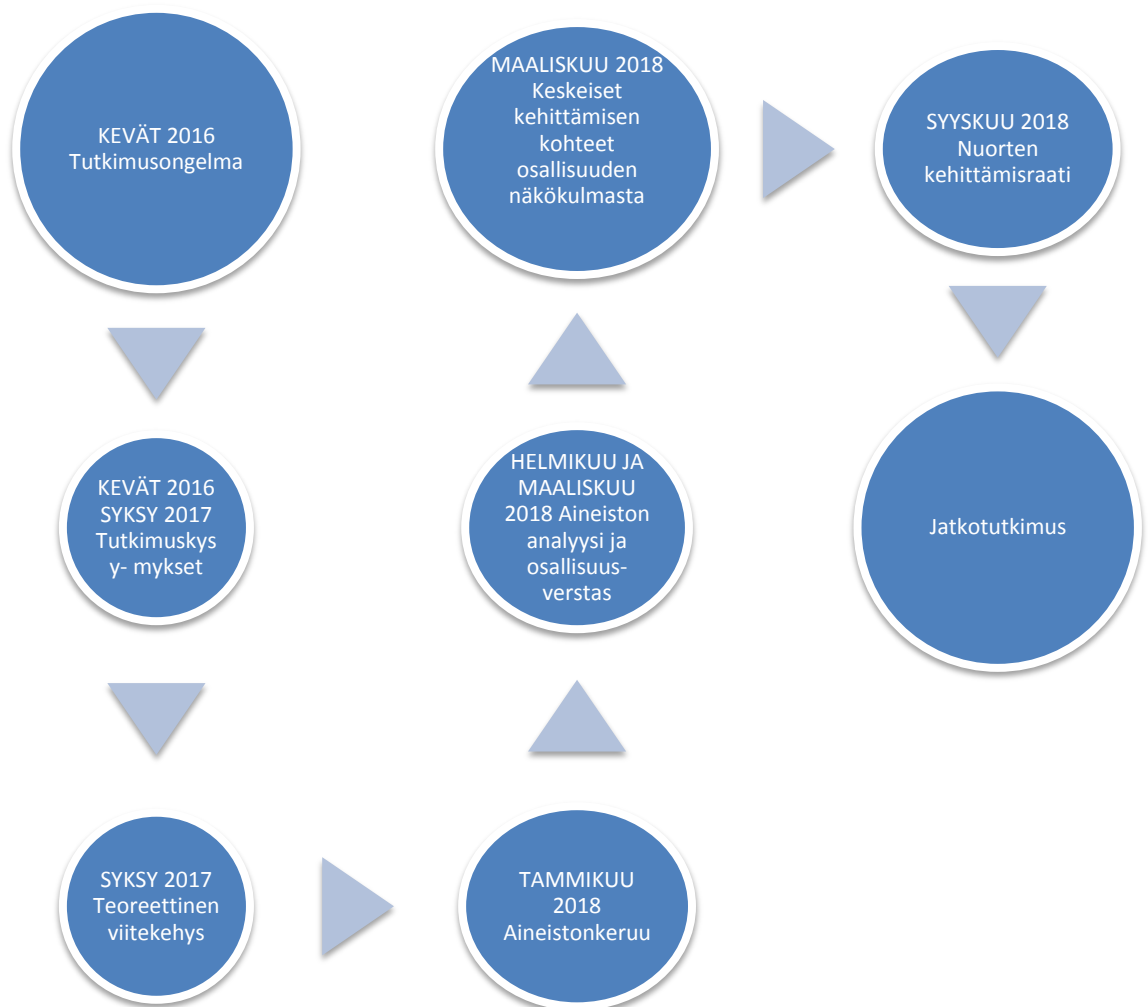 KEVÄT 2016
Tutkimusongelma
KEVÄT 2016
SYKSY 2017
Tutkimuskys
y- mykset
SYKSY 2017
Teoreettinen
viitekehys
TAMMIKUU
2018
Aineistonkeruu
HELMIKUU JA
MAALISKUU
2018 Aineiston
analyysi ja
osallisuus-
verstas
MAALISKUU 2018
Keskeiset
kehittämisen
kohteet
osallisuuden
näkökulmasta
SYYSKUU 2018
Nuorten
kehittämisraati
Jatkotutkimus